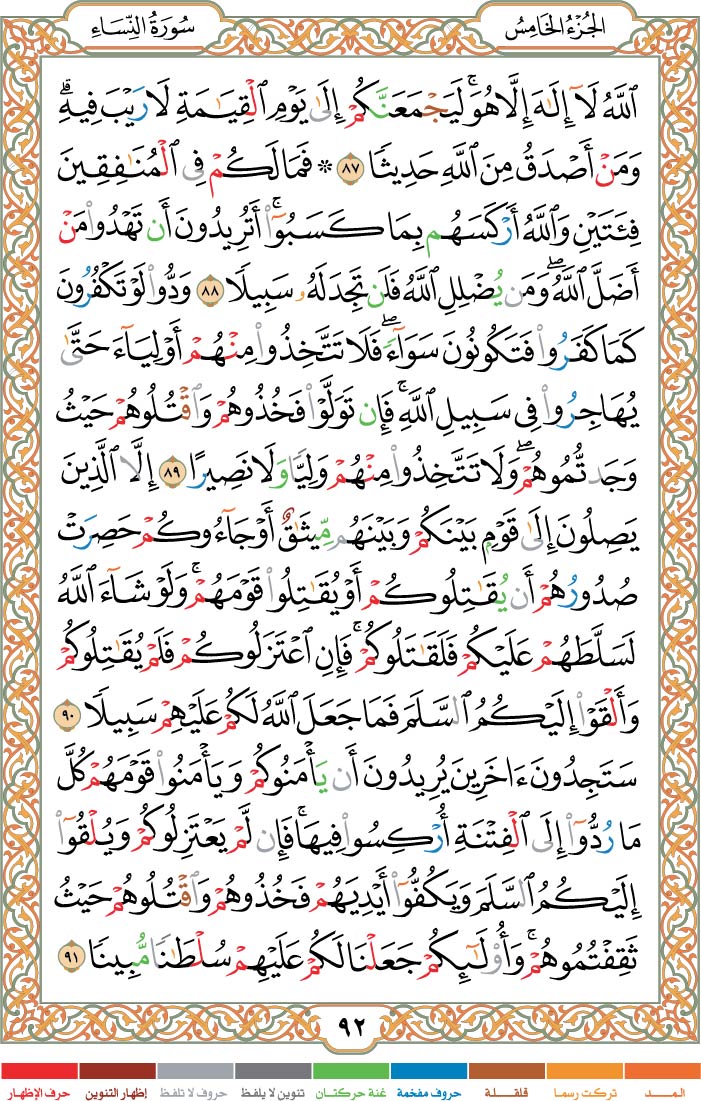 الجُزْءُ الخَامِسُ
سُورَةُ النِّسَاء
ٱللَّهُ لَآ إِلَٰهَ إِلَّا هُوَۚ لَيَجْمَعَنَّكُمْ إِلَىٰ يَوْمِ ٱلْقِيَٰمَةِ لَا رَيْبَ فِيهِۗ
وَمَنْ أَصْدَقُ مِنَ ٱللَّهِ حَدِيثًا ٨٧ ۞ فَمَا لَكُمْ فِى ٱلْمُنَٰفِقِينَ
فِئَتَيْنِ وَٱللَّهُ أَرْكَسَهُم بِمَا كَسَبُوٓا۟ۚ أَتُرِيدُونَ أَن تَهْدُوا۟ مَنْ
أَضَلَّ ٱللَّهُۖ وَمَن يُضْلِلِ ٱللَّهُ فَلَن تَجِدَ لَهُۥ سَبِيلًا ٨٨ وَدُّوا۟ لَوْ تَكْفُرُونَ
كَمَا كَفَرُوا۟ فَتَكُونُونَ سَوَآءًۖ فَلَا تَتَّخِذُوا۟ مِنْهُمْ أَوْلِيَآءَ حَتَّىٰ
يُهَاجِرُوا۟ فِى سَبِيلِ ٱللَّهِۚ فَإِن تَوَلَّوْا۟ فَخُذُوهُمْ وَٱقْتُلُوهُمْ حَيْثُ
وَجَدتُّمُوهُمْۖ وَلَا تَتَّخِذُوا۟ مِنْهُمْ وَلِيًّا وَلَا نَصِيرًا ٨٩ إِلَّا ٱلَّذِينَ
يَصِلُونَ إِلَىٰ قَوْمٍۭ بَيْنَكُمْ وَبَيْنَهُم مِّيثَٰقٌ أَوْ جَآءُوكُمْ حَصِرَتْ
صُدُورُهُمْ أَن يُقَٰتِلُوكُمْ أَوْ يُقَٰتِلُوا۟ قَوْمَهُمْۚ وَلَوْ شَآءَ ٱللَّهُ
لَسَلَّطَهُمْ عَلَيْكُمْ فَلَقَٰتَلُوكُمْۚ فَإِنِ ٱعْتَزَلُوكُمْ فَلَمْ يُقَٰتِلُوكُمْ
وَأَلْقَوْا۟ إِلَيْكُمُ ٱلسَّلَمَ فَمَا جَعَلَ ٱللَّهُ لَكُمْ عَلَيْهِمْ سَبِيلًا ٩٠
سَتَجِدُونَ ءَاخَرِينَ يُرِيدُونَ أَن يَأْمَنُوكُمْ وَيَأْمَنُوا۟ قَوْمَهُمْ كُلَّ
مَا رُدُّوٓا۟ إِلَى ٱلْفِتْنَةِ أُرْكِسُوا۟ فِيهَاۚ فَإِن لَّمْ يَعْتَزِلُوكُمْ وَيُلْقُوٓا۟
إِلَيْكُمُ ٱلسَّلَمَ وَيَكُفُّوٓا۟ أَيْدِيَهُمْ فَخُذُوهُمْ وَٱقْتُلُوهُمْ حَيْثُ
ثَقِفْتُمُوهُمْۚ وَأُو۟لَٰٓئِكُمْ جَعَلْنَا لَكُمْ عَلَيْهِمْ سُلْطَٰنًا مُّبِينًا ٩١
٩٢
المــــد تركت رسما قلقـــلة حروف مفخمة غنة حركتـان تنوين لا يلفظ حروف لا تلفظ إظهار التنوين حرف الإظهار